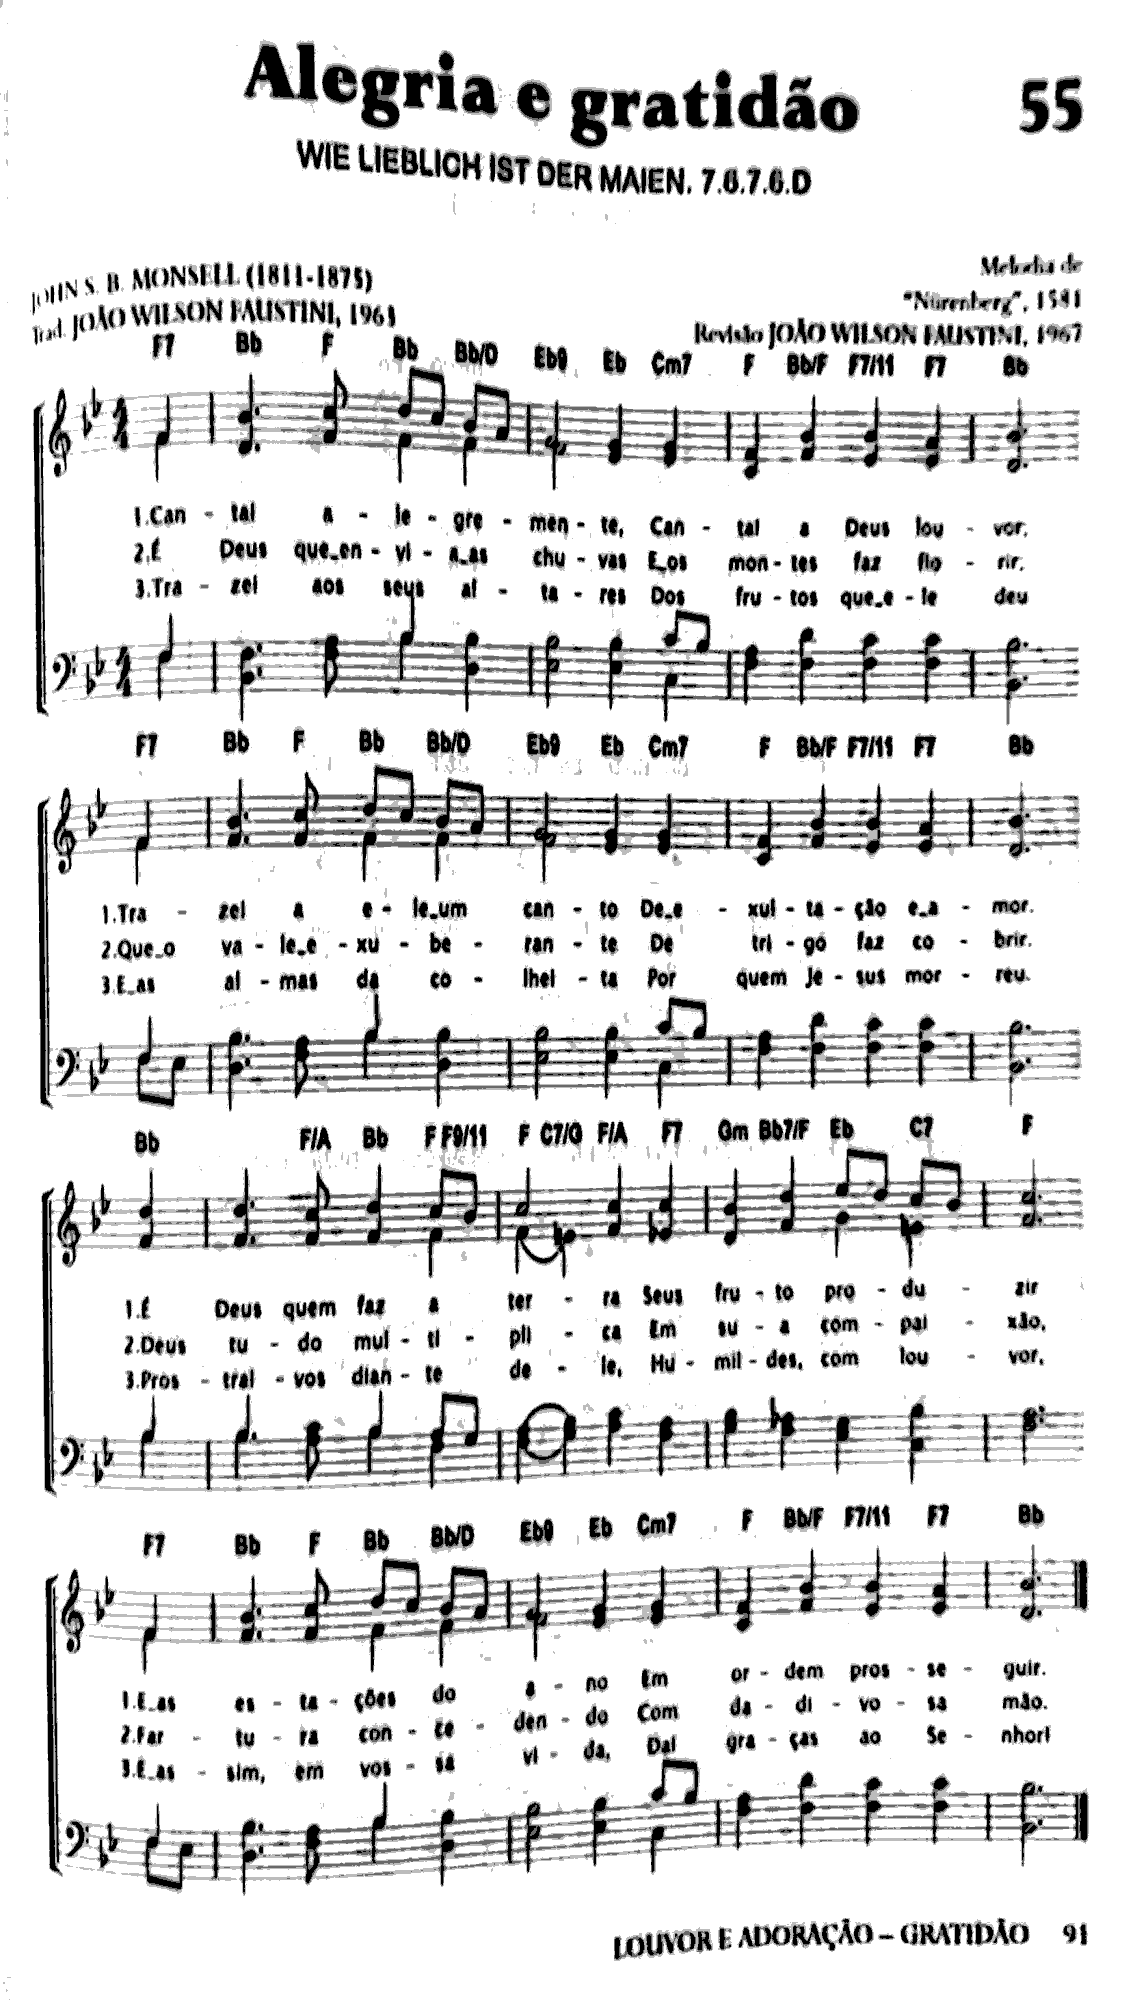 Alegria e gratidão 55
WIE LIEBLICH IST DER MAIEN. 7.6.7.6.D
JOHN S. B. MONSELL (1811-1875)
Trad. JOÃO WILSON FAUSTINI, 1961
Melodia de
"Nürenberg", 1581
Revisão JOÃO WILSON FAUSTINI, 1967
F7 Bb F Bb Bb/D Eb9 Eb Cm7 F Bb/F F7/11 F7 Bb
1.Can - tai a - le - gre - men - te, Can - tai a Deus lou - vor,
2.É Deus que_en - vi - a_as chu - vas E_os mon - tes faz flo - rir,
3.Tra - zei aos seus al - ta - res Dos fru - tos que_e - le deu
F7 Bb F Bb Bb/D Eb9 Eb Cm7 F Bb/F F7/11 F7 Bb
1.Tra - zei a e - le_um can - to De_e - xul - ta - ção e_a - mor.
2.Que_o va - le_e - xu - be - ran - te De tri - go faz co - brir.
3.E_as al - mas da co - lhei - ta Por quem Je - sus mor - reu.
Bb F/A Bb F F9/11 F C7/G F/A F7 Gm Bb7/F Eb C7 F
1.É Deus quem faz a ter - ra Seus fru - to pro - du - zir
2.Deus tu - do mul - ti - pli - ca Em su - a com - pai - xão,
3.Pros - trai - vos dian - te de - le, Hu - mil - des, com lou - vor,
F7 Bb F Bb Bb/D Eb9 Eb Cm7 F Bb/F F7/11 F7 Bb
1.E_as es - ta - ções do a - no Em or - dem pros - se - guir.
2.Far - tu - ra con - ce - den - do Com da - di - vo - sa mão.
3.E_as - sim, em vos - sa vi - da, Dai gra - ças ao Se - nhor!
LOUVOR E ADORAÇÃO – GRATIDÃO 91